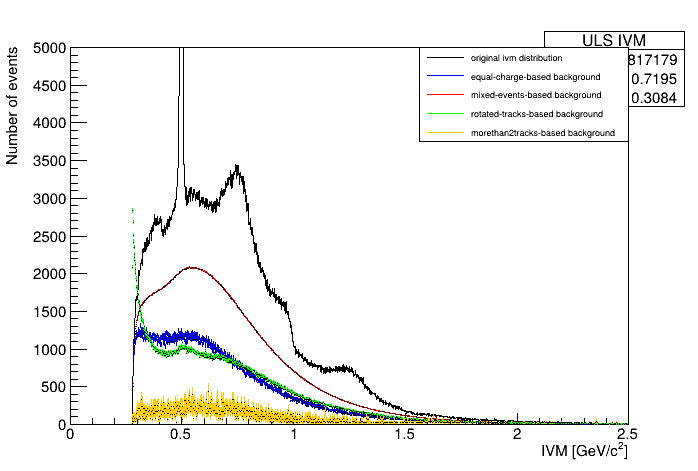 ULS IVM
817179
0.7195
0.3084
original ivm distribution
equal-charge-based background
mixed-events-based background
rotated-tracks-based background
morethan2tracks-based background
Number of events
5000
4500
4000
3500
3000
2500
2000
1500
1000
500
0
0 0.5 1 1.5 2 2.5
IVM [GeV/c²]